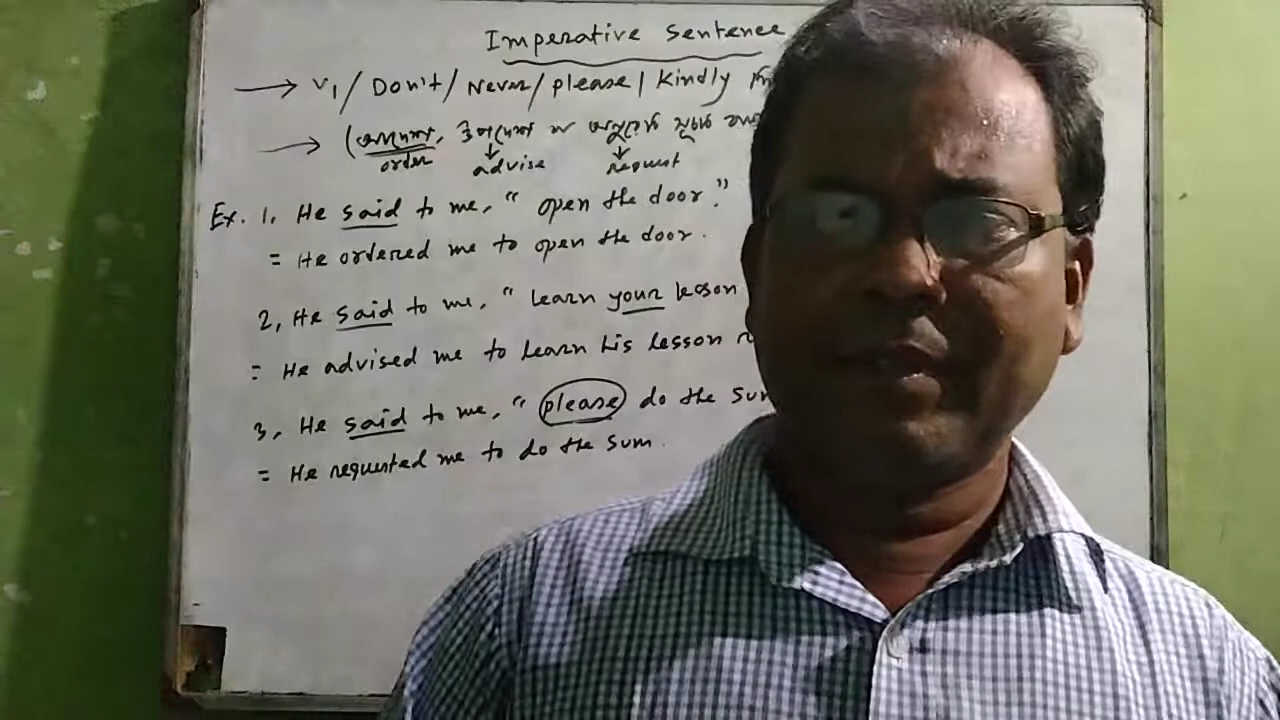 Imperative Sentence
→ V₁ / Don't / Never / please / Kindly
→ (আদেশ, উপদেশ বা অনুরোধ
order advise request
Ex. 1, He said to me, " open the door."
= He ordered me to open the door.
2, He said to me, " Learn your lesson
= He advised me to learn his lesson
3, He said to me, " please do the sum
= He requested me to do the sum.